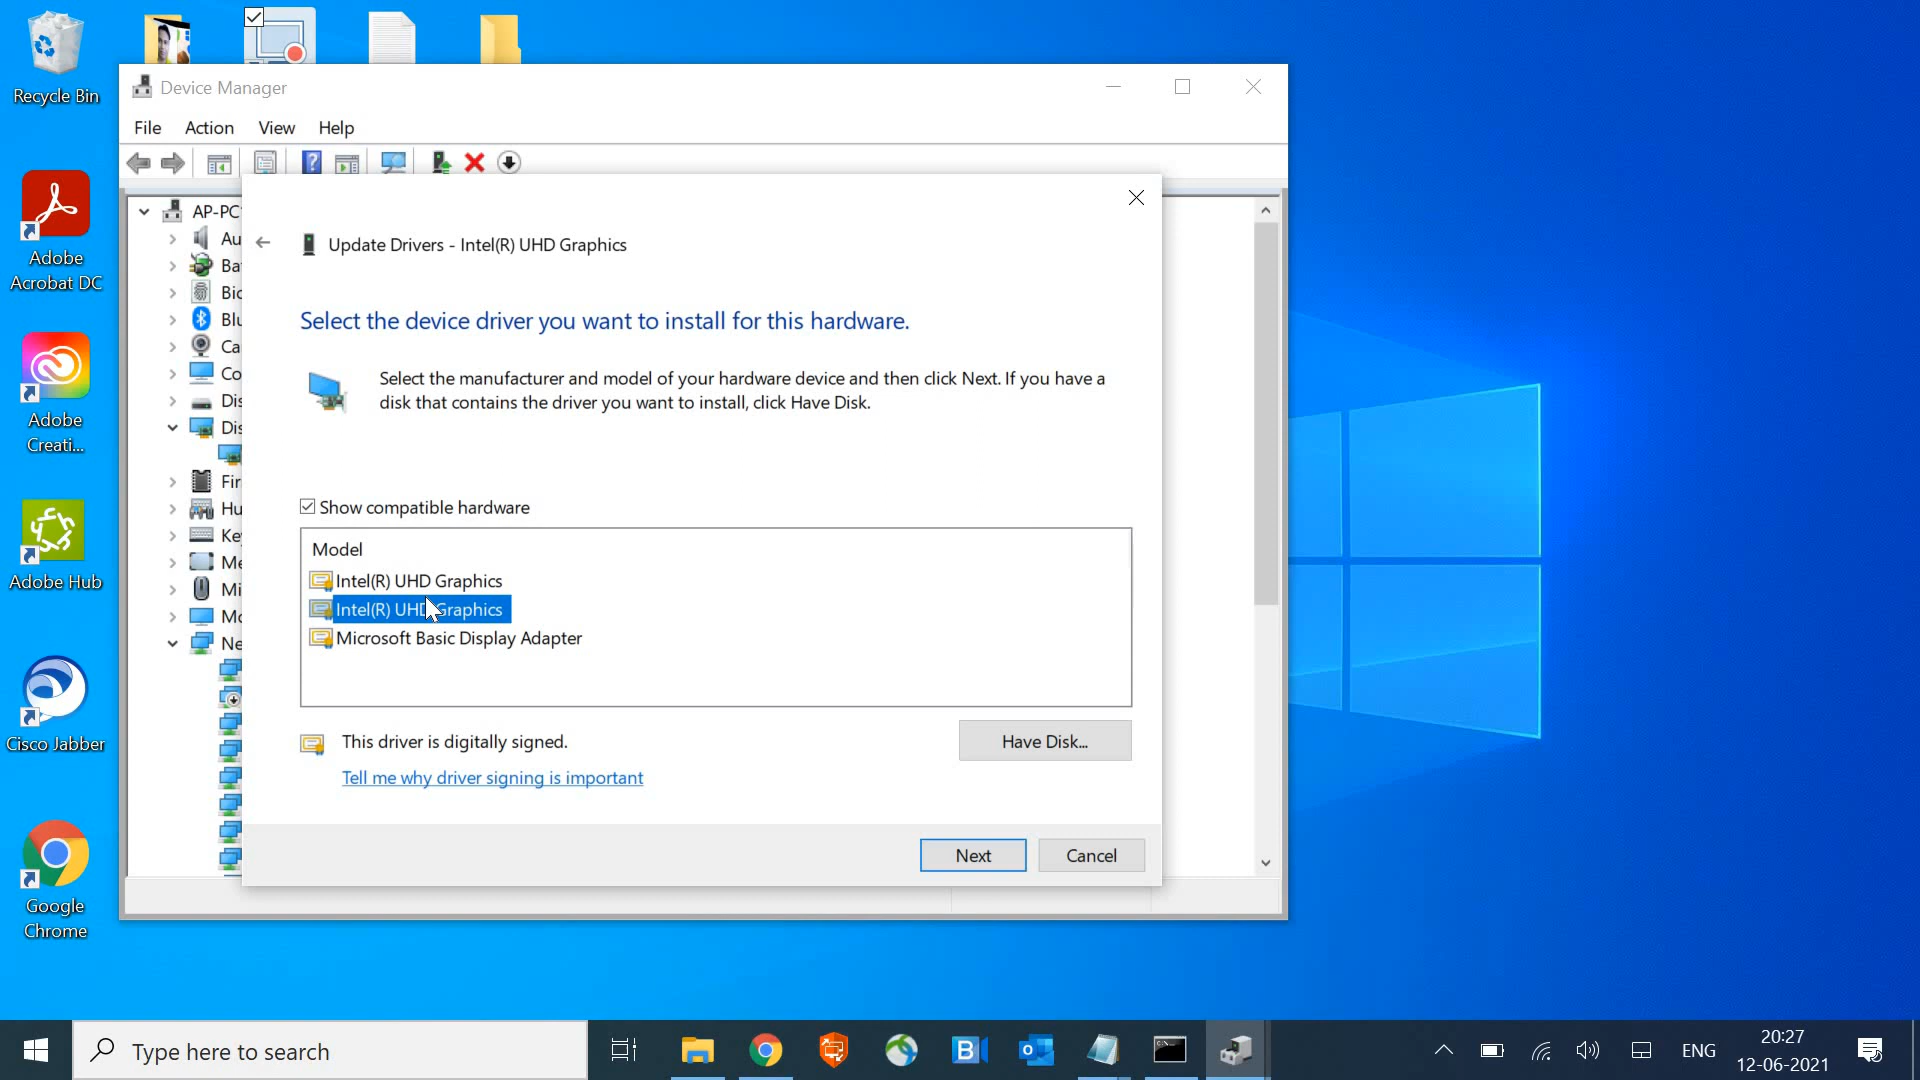 Recycle Bin
Adobe
Acrobat DC
Adobe
Creati...
Adobe Hub
Cisco Jabber
Google
Chrome
Device Manager
File Action View Help
AP-PC
Au
Ba
Bio
Blu
Ca
Co
Dis
Dis
Fir
Hu
Key
Mi
Mo
Ne
Update Drivers - Intel(R) UHD Graphics
Select the device driver you want to install for this hardware.
Select the manufacturer and model of your hardware device and then click Next. If you have a
disk that contains the driver you want to install, click Have Disk.
Show compatible hardware
Model
Intel(R) UHD Graphics
Intel(R) UHD Graphics
Microsoft Basic Display Adapter
This driver is digitally signed.
Have Disk...
Tell me why driver signing is important
Next
Cancel
Type here to search
ENG
20:27
12-06-2021